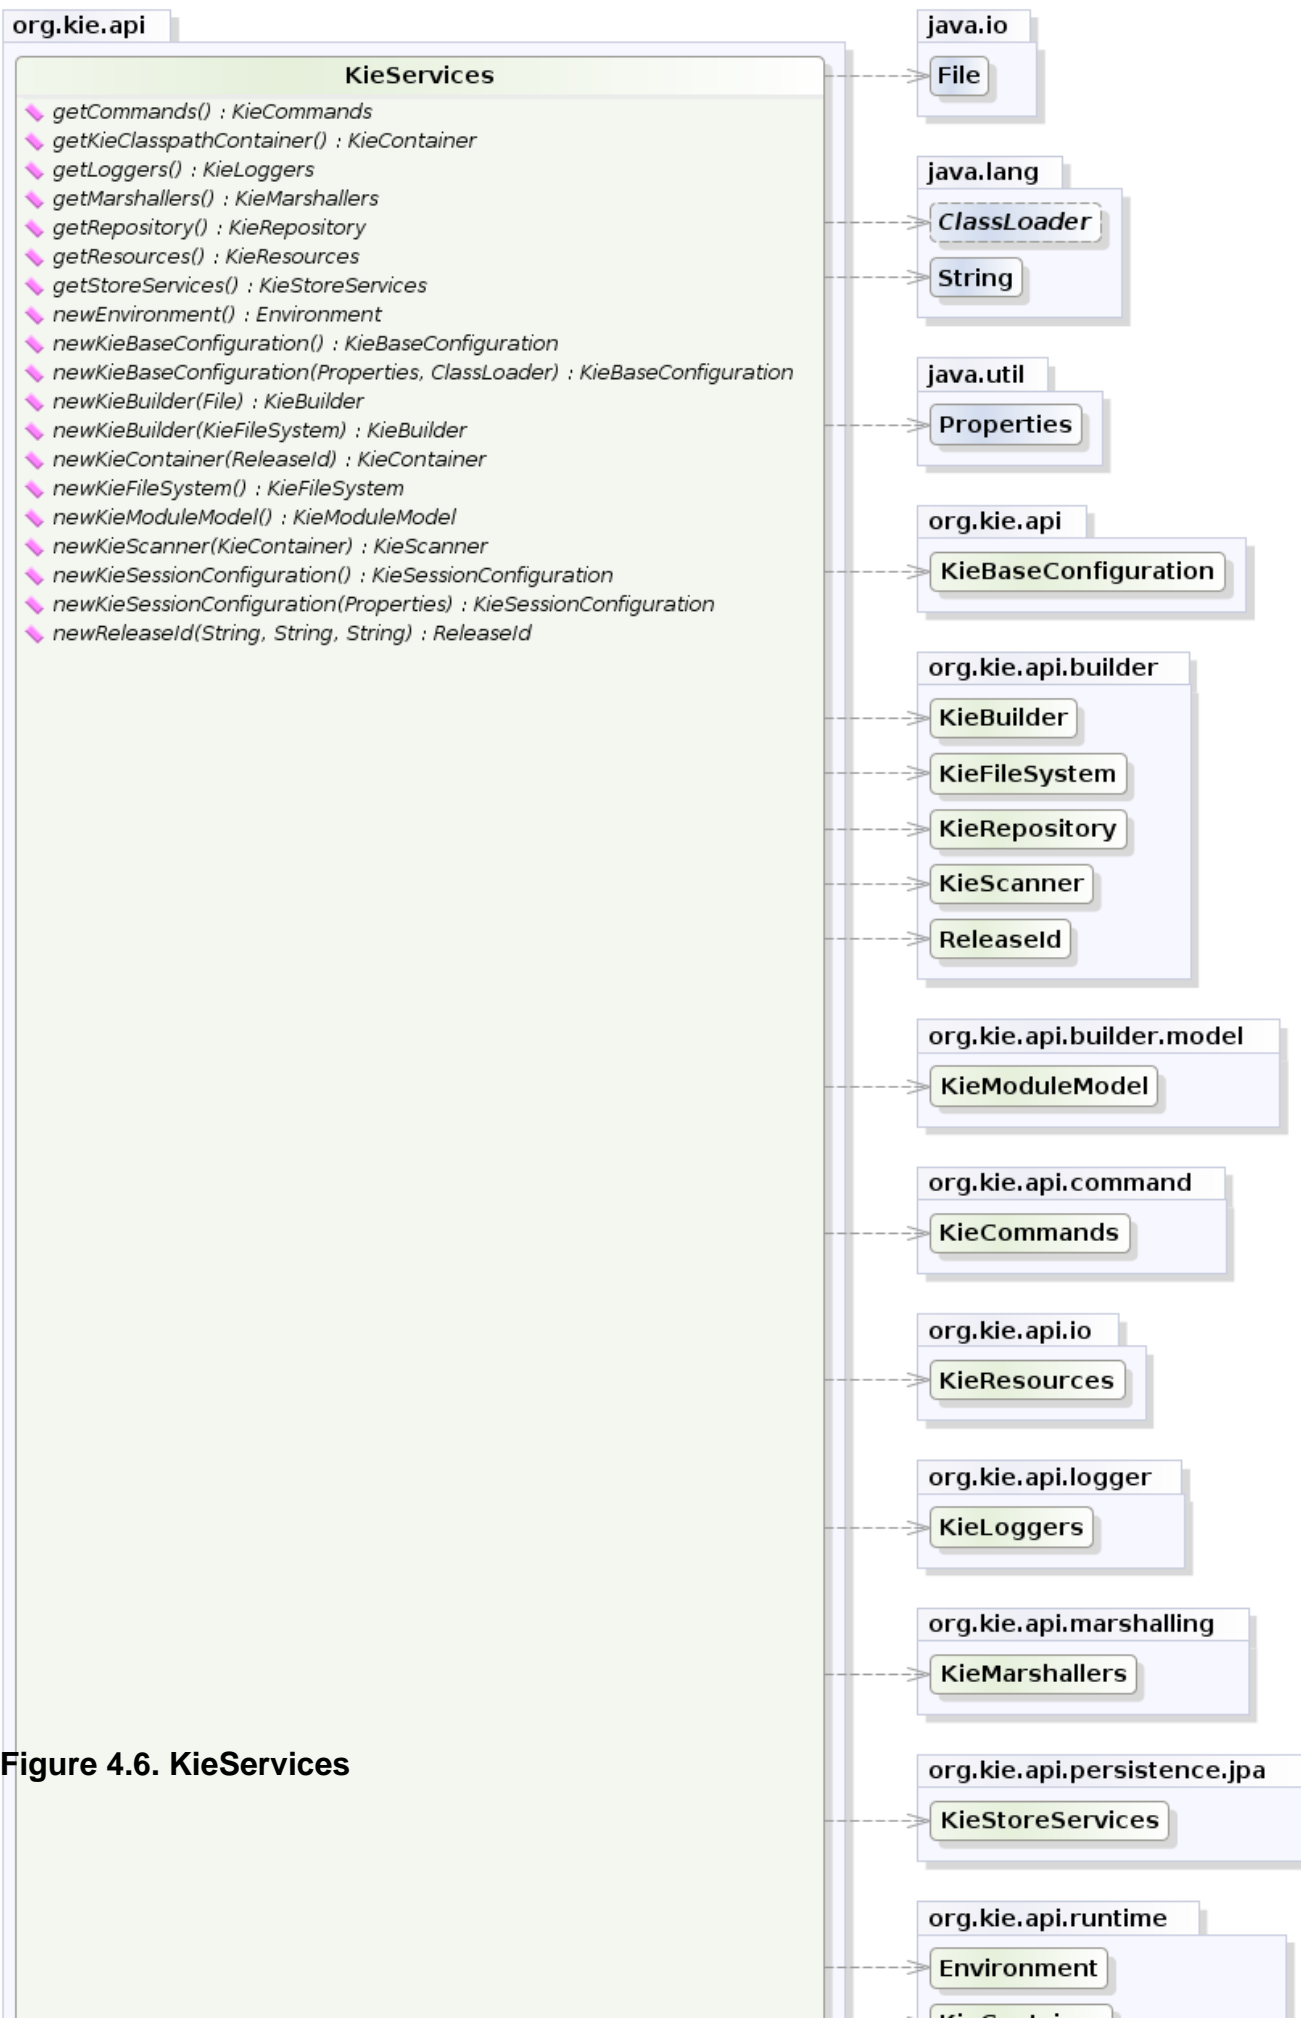 org.kie.api
KieServices
getCommands() : KieCommands
getKieClasspathContainer() : KieContainer
getLoggers() : KieLoggers
getMarshallers() : KieMarshallers
getRepository() : KieRepository
getResources() : KieResources
getStoreServices() : KieStoreServices
newEnvironment() : Environment
newKieBaseConfiguration() : KieBaseConfiguration
newKieBaseConfiguration(Properties, ClassLoader) : KieBaseConfiguration
newKieBuilder(File) : KieBuilder
newKieBuilder(KieFileSystem) : KieBuilder
newKieContainer(ReleaseId) : KieContainer
newKieFileSystem() : KieFileSystem
newKieModuleModel() : KieModuleModel
newKieScanner(KieContainer) : KieScanner
newKieSessionConfiguration() : KieSessionConfiguration
newKieSessionConfiguration(Properties) : KieSessionConfiguration
newReleaseId(String, String, String) : ReleaseId
Figure 4.6. KieServices
java.io
File
java.lang
ClassLoader
String
java.util
Properties
org.kie.api
KieBaseConfiguration
org.kie.api.builder
KieBuilder
KieFileSystem
KieRepository
KieScanner
ReleaseId
org.kie.api.builder.model
KieModuleModel
org.kie.api.command
KieCommands
org.kie.api.io
KieResources
org.kie.api.logger
KieLoggers
org.kie.api.marshalling
KieMarshallers
org.kie.api.persistence.jpa
KieStoreServices
org.kie.api.runtime
Environment